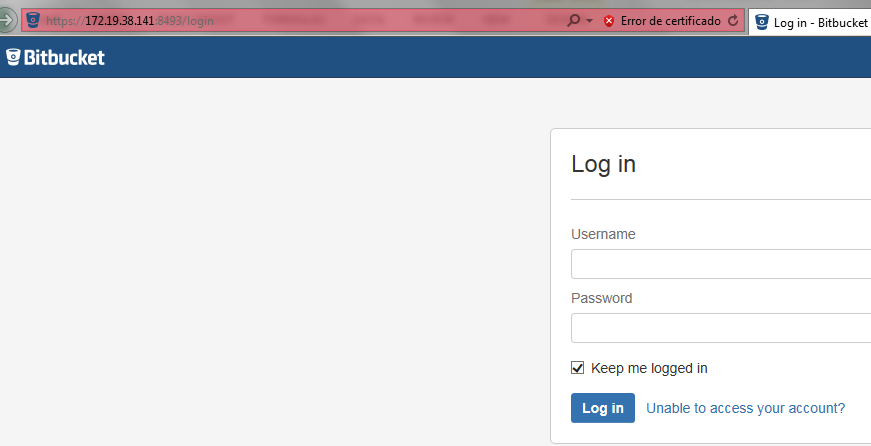 https://172.19.38.141:8493/login Error de certificado Log in - Bitbucket
Bitbucket
Log in
Username
Password
Keep me logged in
Log in Unable to access your account?